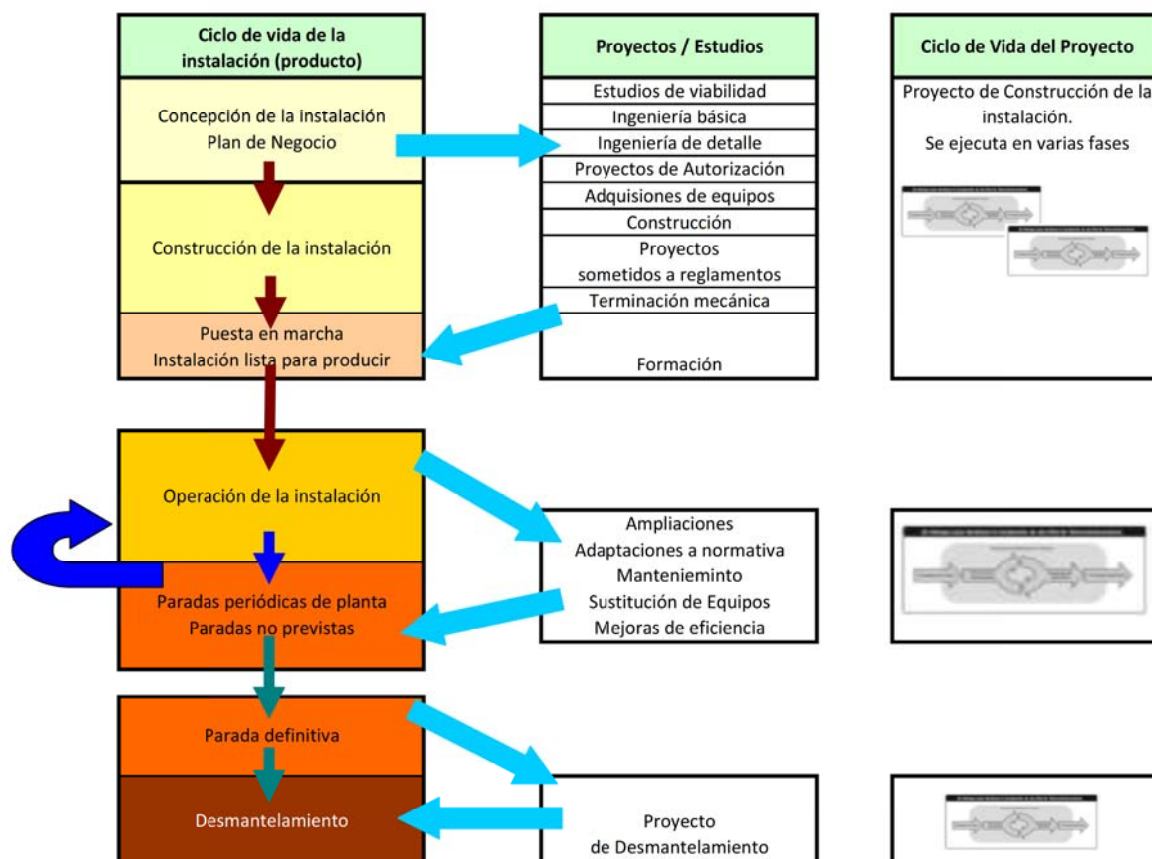 Ciclo de vida de la
instalación (producto)
Concepción de la instalación
Plan de Negocio
Construcción de la instalación
Puesta en marcha
Instalación lista para producir
Operación de la instalación
Paradas periódicas de planta
Paradas no previstas
Parada definitiva
Desmantelamiento
Proyectos / Estudios
Estudios de viabilidad
Ingeniería básica
Ingeniería de detalle
Proyectos de Autorización
Adquisiones de equipos
Construcción
Proyectos
sometidos a reglamentos
Terminación mecánica
Formación
Ampliaciones
Adaptaciones a normativa
Mantenieminto
Sustitución de Equipos
Mejoras de eficiencia
Proyecto
de Desmantelamiento
Ciclo de Vida del Proyecto
Proyecto de Construcción de la
instalación.
Se ejecuta en varias fases